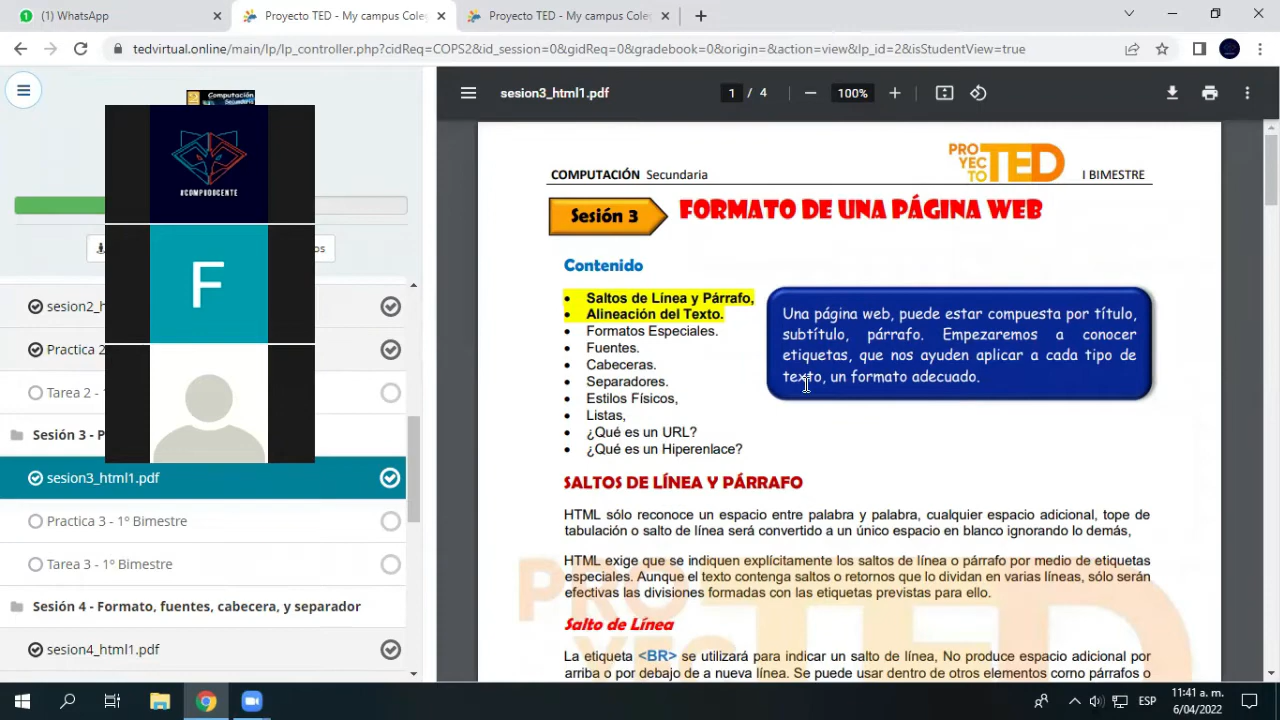 (1) WhatsApp
Proyecto TED - My campus Cole
Proyecto TED - My campus Cole
tedvirtual.online/main/lp/lp_controller.php?cidReq=COPS2&id_session=0&gidReq=0&gradebook=0&origin=&action=view&lp_id=2&isStudentView=true
sesion3_html1.pdf
1 / 4
100%
Computación
Secundaria
#COMPUDOCENTE
F
os
sesion2_h
Practica 2
Tarea 2 -
Sesión 3 - P
sesion3_html1.pdf
Practica 3 - 1º Bimestre
Tarea 3 - 1º Bimestre
Sesión 4 - Formato, fuentes, cabecera, y separador
sesion4_html1.pdf
COMPUTACIÓN Secundaria
PROYECTO TED
I BIMESTRE
Sesión 3
FORMATO DE UNA PÁGINA WEB
Contenido
• Saltos de Línea y Párrafo,
• Alineación del Texto.
• Formatos Especiales.
• Fuentes.
• Cabeceras.
• Separadores.
• Estilos Físicos,
• Listas,
• ¿Qué es un URL?
• ¿Qué es un Hiperenlace?
Una página web, puede estar compuesta por título,
subtítulo, párrafo. Empezaremos a conocer
etiquetas, que nos ayuden aplicar a cada tipo de
texto, un formato adecuado.
SALTOS DE LÍNEA Y PÁRRAFO
HTML sólo reconoce un espacio entre palabra y palabra, cualquier espacio adicional, tope de
tabulación o salto de línea será convertido a un único espacio en blanco ignorando lo demás,
HTML exige que se indiquen explícitamente los saltos de línea o párrafo por medio de etiquetas
especiales. Aunque el texto contenga saltos o retornos que lo dividan en varias líneas, sólo serán
efectivas las divisiones formadas con las etiquetas previstas para ello.
Salto de Línea
La etiqueta <BR> se utilizará para indicar un salto de línea, No produce espacio adicional por
arriba o por debajo de a nueva línea. Se puede usar dentro de otros elementos como párrafos o
ESP
11:41 a. m.
6/04/2022